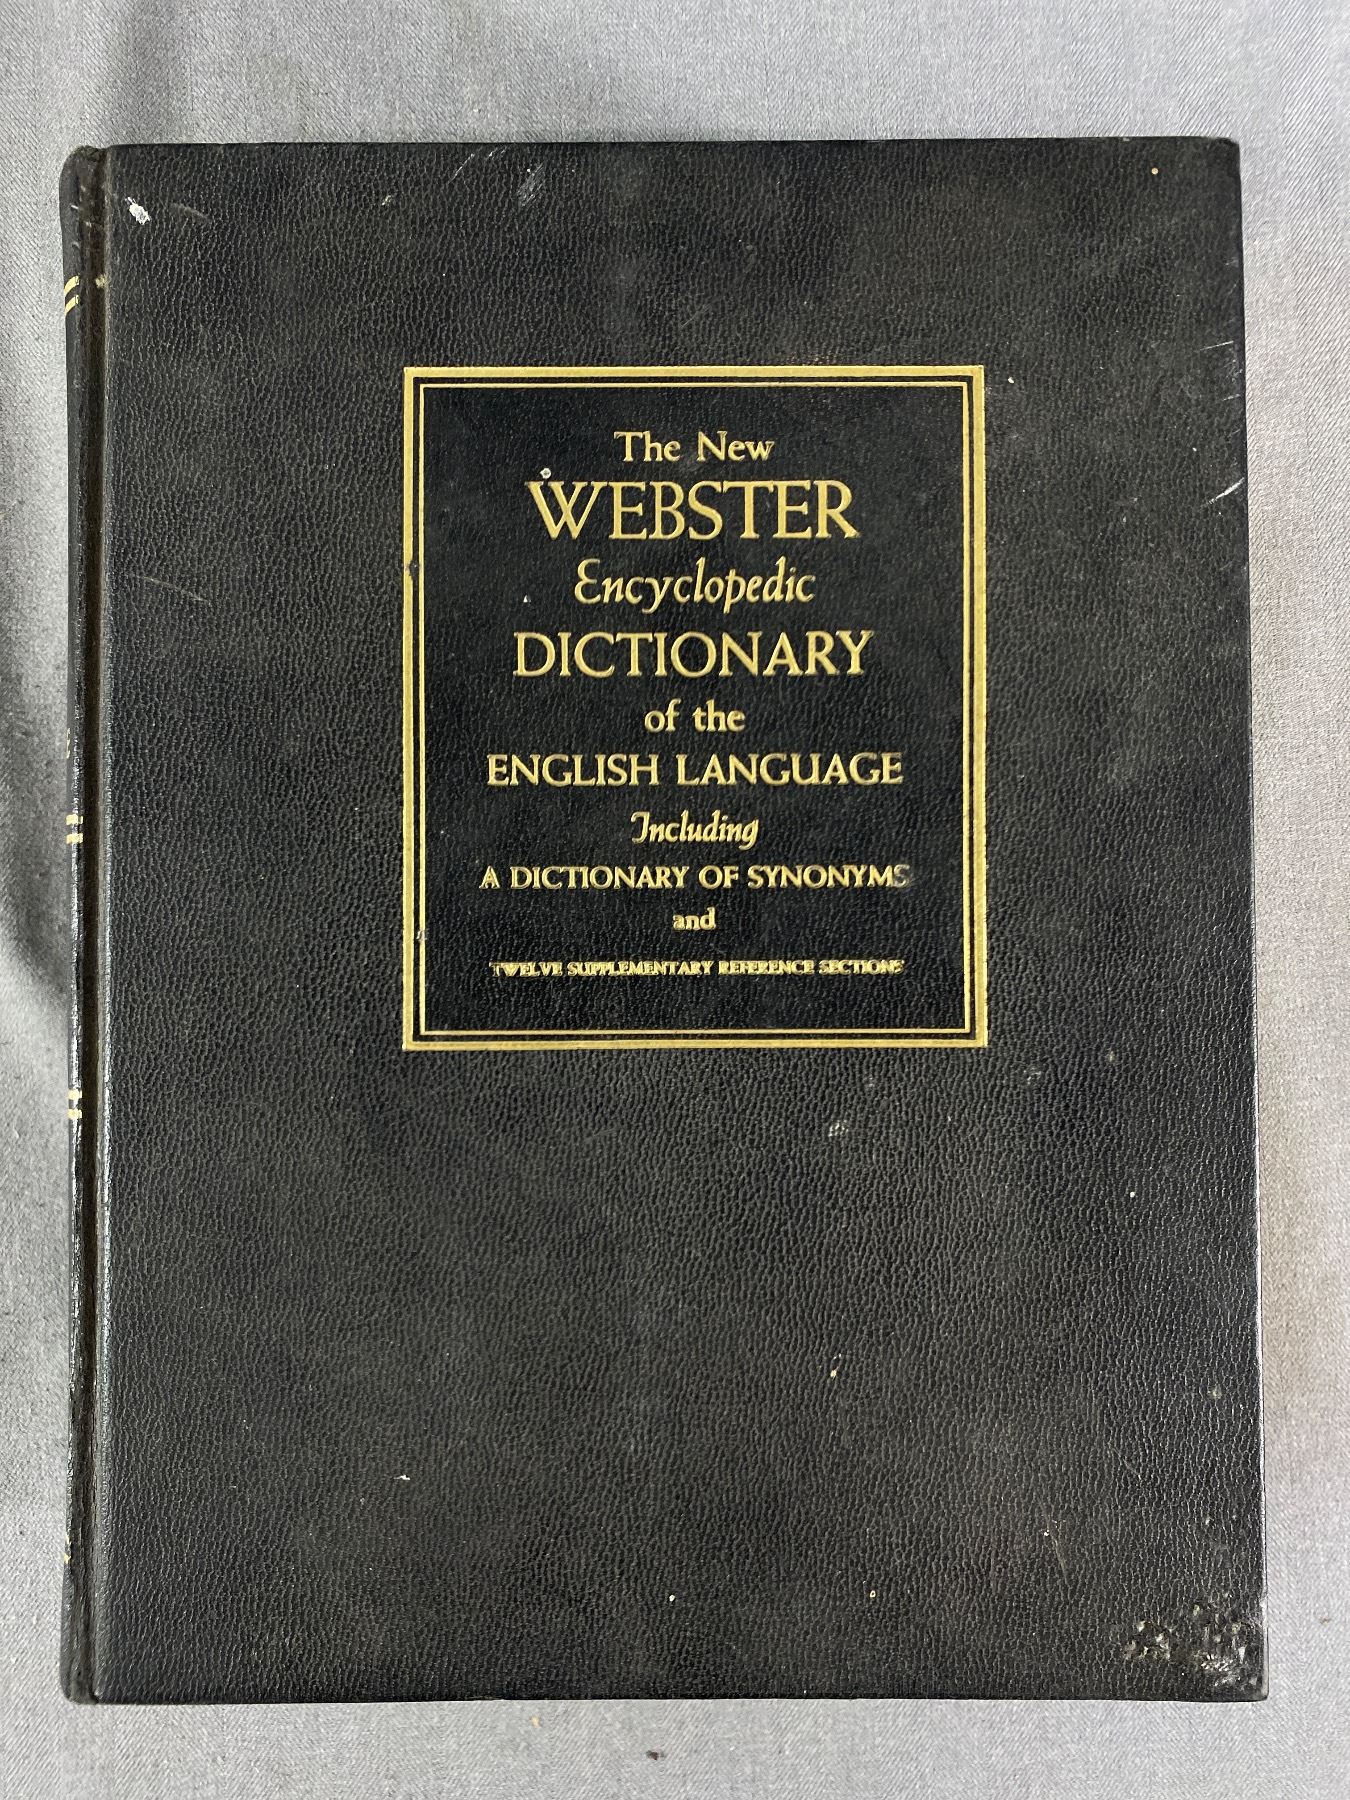 The New
WEBSTER
Encyclopedic
DICTIONARY
of the
ENGLISH LANGUAGE
Including
A DICTIONARY OF SYNONYMS
and
TWELVE SUPPLEMENTARY REFERENCE SECTIONS